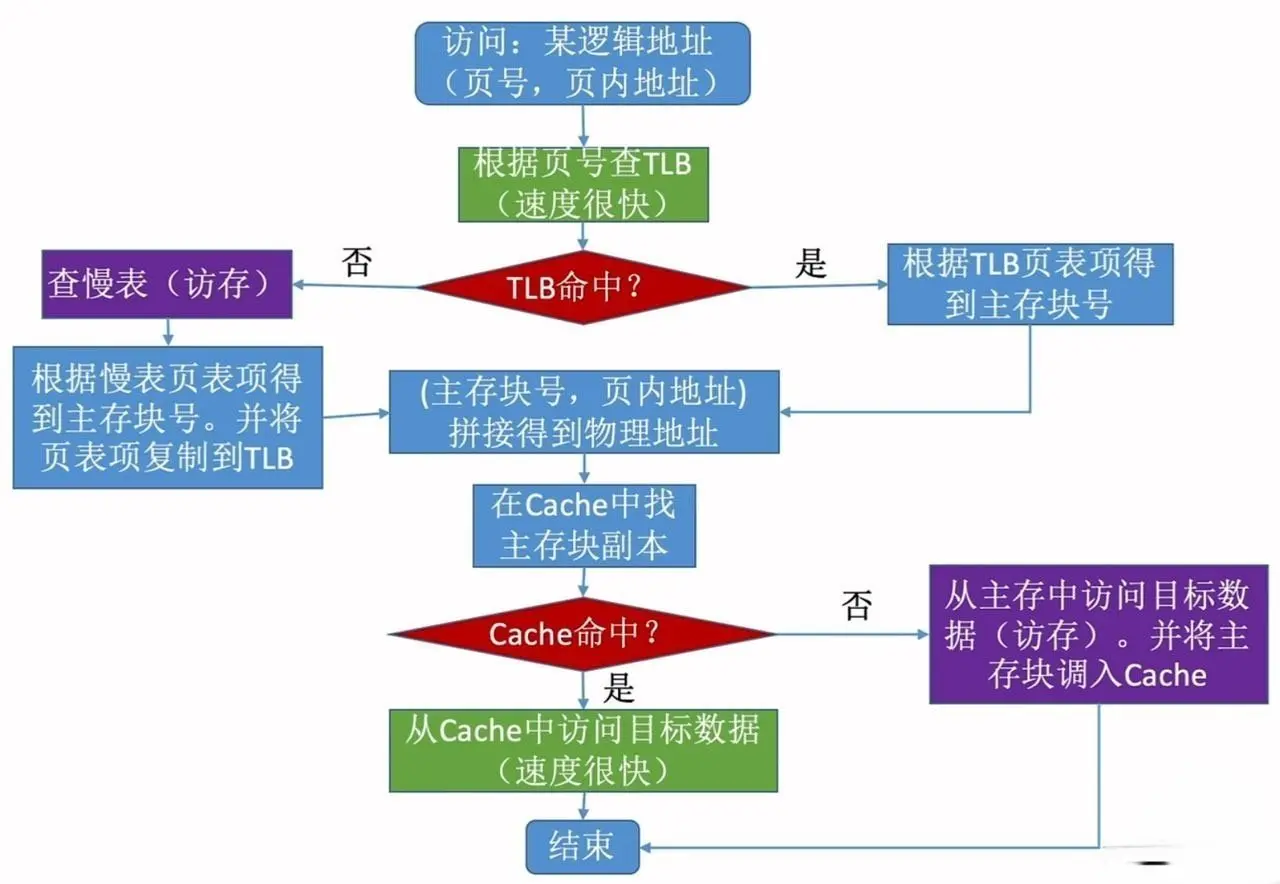 访问：某逻辑地址
（页号，页内地址）
根据页号查TLB
（速度很快）
否
TLB命中？
是
查慢表（访存）
根据TLB页表项得
到主存块号
根据慢表页表项得
到主存块号。并将
页表项复制到TLB
(主存块号，页内地址)
拼接得到物理地址
在Cache中找
主存块副本
Cache命中？
否
从主存中访问目标数
据（访存）。并将主
存块调入Cache
是
从Cache中访问目标数据
（速度很快）
结束